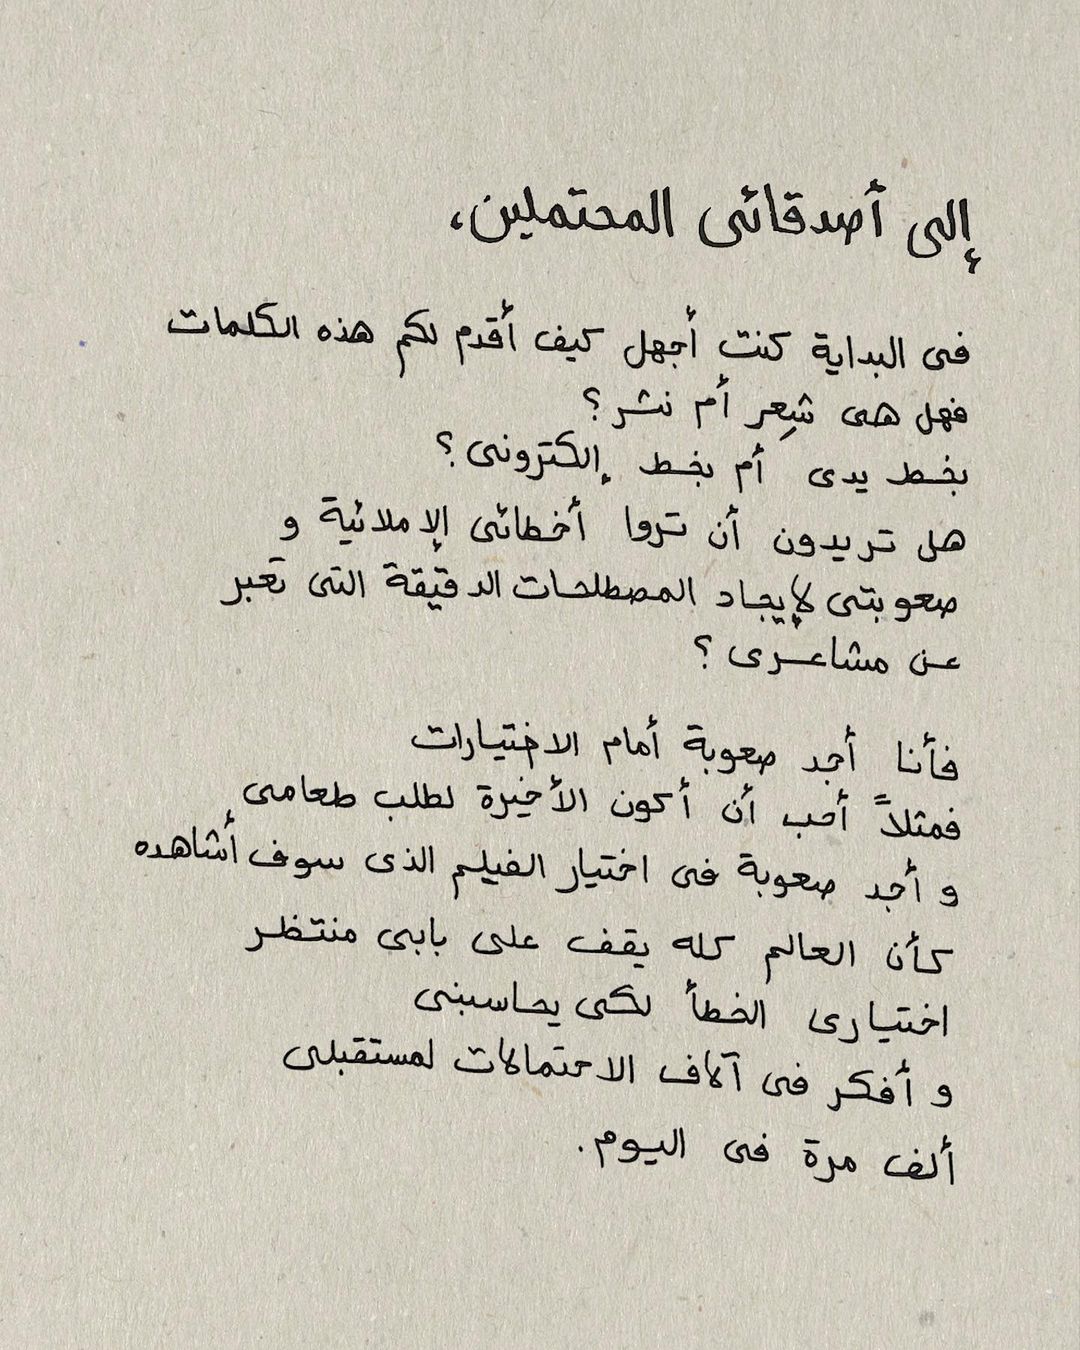 إلى أصدقائى المحتملين،
فى البداية كنت أجهل كيف أقدم لكم هذه الكلمات
فهل هى شِعر أم نثر؟
بخط يدى أم بخط إلكترونى؟
هل تريدون أن تروا أخطائى الإملائية و
صعوبتى لإيجاد المصطلحات الدقيقة التى تعبر
عن مشاعرى؟
فأنا أجد صعوبة أمام الاختيارات
فمثلاً أحب أن أكون الأخيرة لطلب طعامى
و أجد صعوبة فى اختيار الفيلم الذى سوف أشاهده
كأن العالم كله يقف على بابى منتظر
اختيارى الخطأ لكى يحاسبنى
و أفكر فى آلاف الاحتمالات لمستقبلى
ألف مرة فى اليوم.